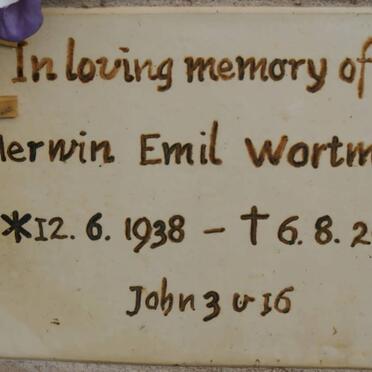 In loving memory of
erwin Emil Wortm
*12. 6. 1938 – †6. 8. 2
John 3 v 16